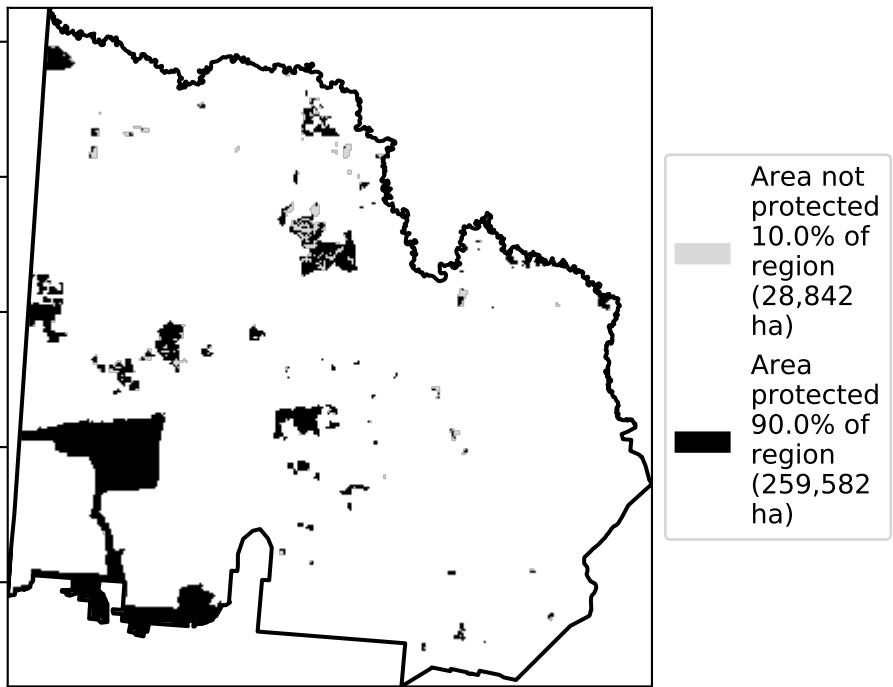 Area not
protected
10.0% of
region
(28,842
ha)
Area
protected
90.0% of
region
(259,582
ha)